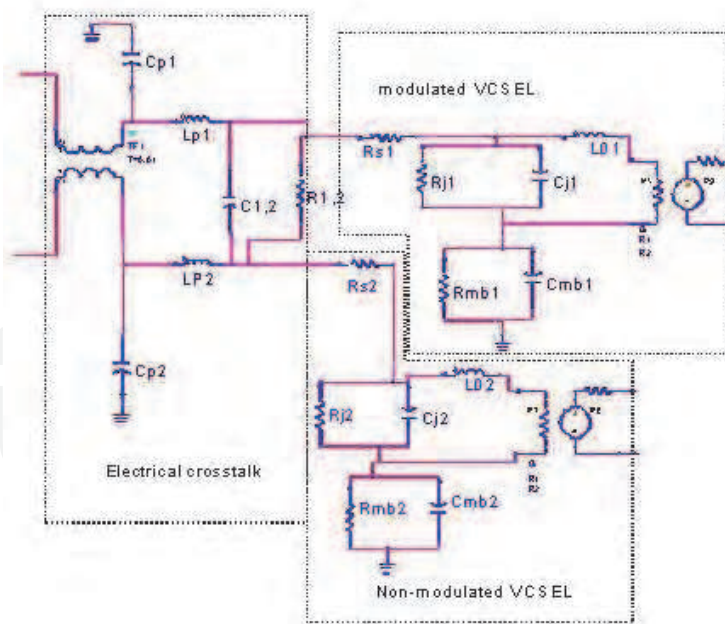 Cp1
modulated VCSEL
Lp1
Rs1
L01
Rj1
Cj1
C1,2
R1,2
LP2
Rs2
Rmb1
Cmb1
Cp2
L02
Rj2
Cj2
Electrical crosstalk
Rmb2
Cmb2
Non-modulated VCSEL